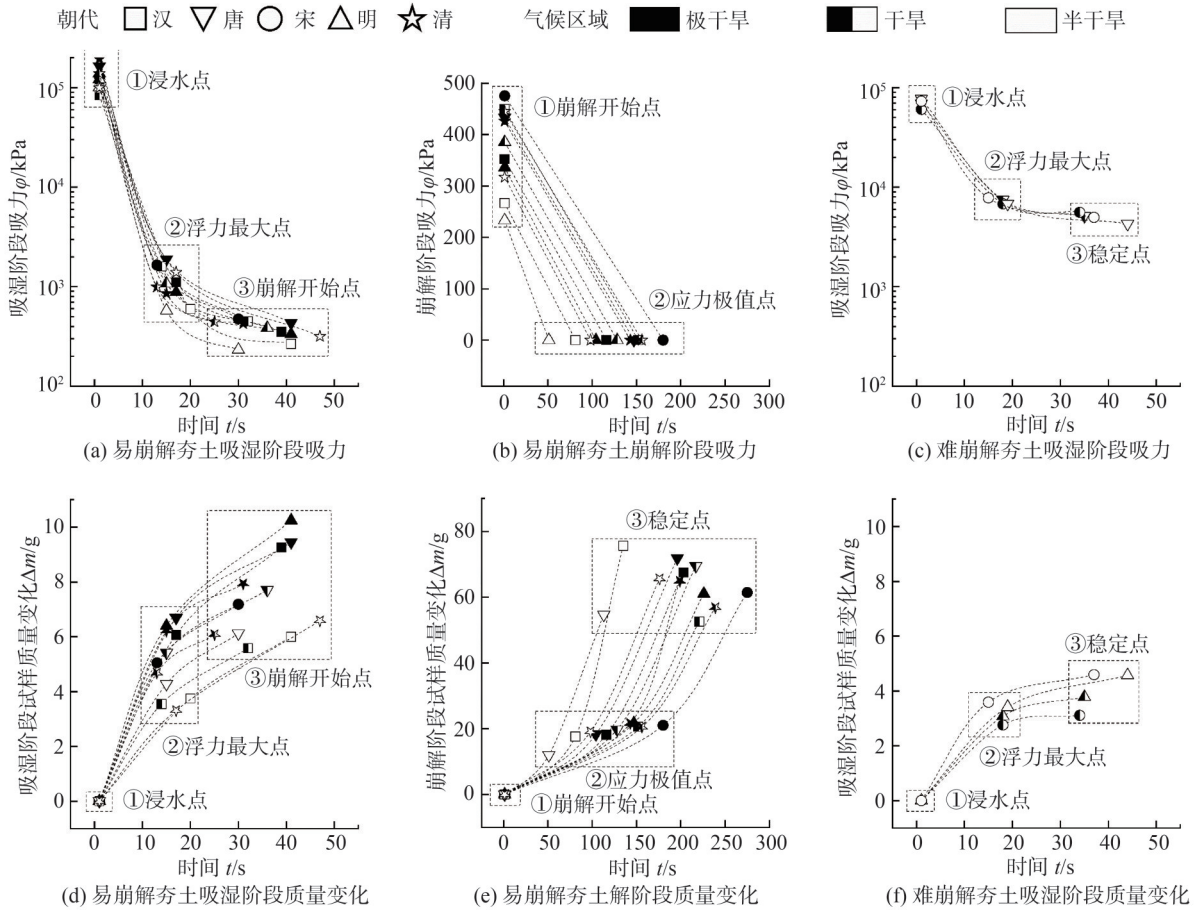 朝代 汉 唐 宋 明 清 气候区域 极干旱 干旱 半干旱
吸湿阶段吸力φ/kPa
10⁵
10⁴
10³
10²
①浸水点
②浮力最大点
③崩解开始点
0 10 20 30 40 50
时间 t/s
(a) 易崩解夯土吸湿阶段吸力
崩解阶段吸力φ/kPa
500
400
300
200
100
0
①崩解开始点
②应力极值点
0 50 100 150 200 250 300
时间 t/s
(b) 易崩解夯土崩解阶段吸力
吸湿阶段吸力φ/kPa
10⁵
10⁴
10³
10²
①浸水点
②浮力最大点
③稳定点
0 10 20 30 40 50
时间 t/s
(c) 难崩解夯土吸湿阶段吸力
吸湿阶段试样质量变化Δm/g
10
8
6
4
2
0
③崩解开始点
②浮力最大点
①浸水点
0 10 20 30 40 50
时间 t/s
(d) 易崩解夯土吸湿阶段质量变化
崩解阶段试样质量变化Δm/g
80
60
40
20
0
③稳定点
②应力极值点
①崩解开始点
0 50 100 150 200 250 300
时间 t/s
(e) 易崩解夯土解阶段质量变化
吸湿阶段试样质量变化Δm/g
10
8
6
4
2
0
③稳定点
②浮力最大点
①浸水点
0 10 20 30 40 50
时间 t/s
(f) 难崩解夯土吸湿阶段质量变化